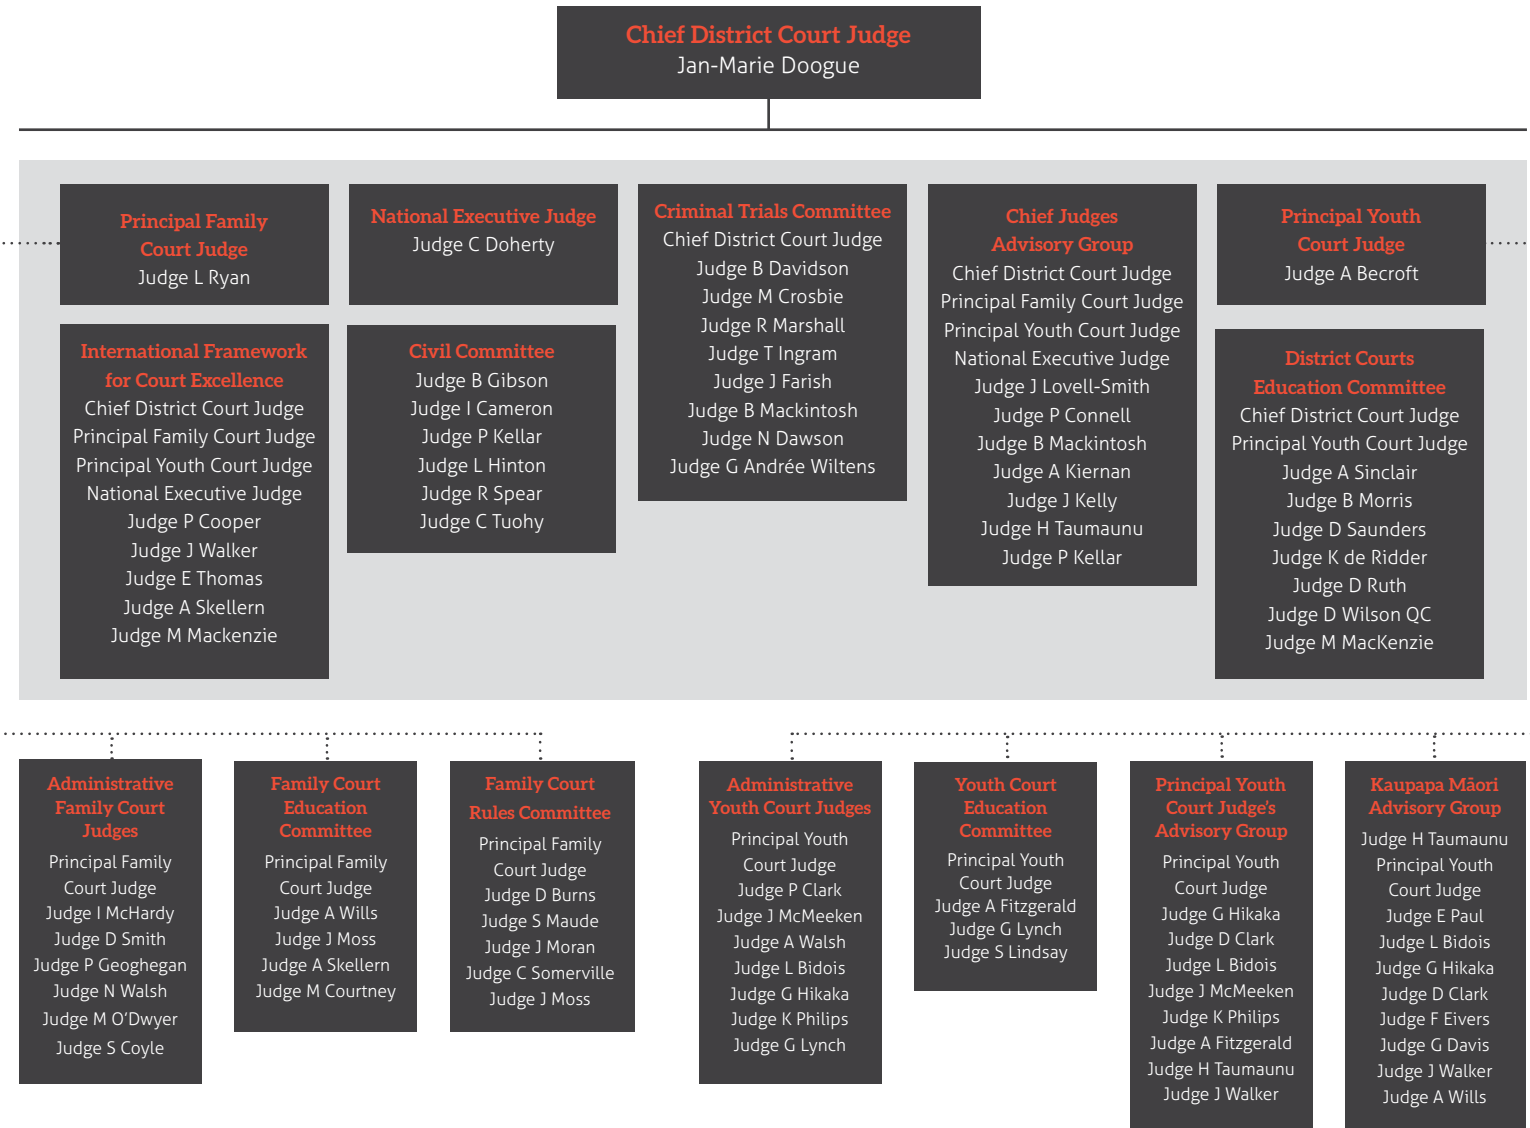 Chief District Court Judge
Jan-Marie Doogue
Principal Family
Court Judge
Judge L Ryan
National Executive Judge
Judge C Doherty
Criminal Trials Committee
Chief District Court Judge
Judge B Davidson
Judge M Crosbie
Judge R Marshall
Judge T Ingram
Judge J Farish
Judge B Mackintosh
Judge N Dawson
Judge G Andrée Wiltens
Chief Judges
Advisory Group
Chief District Court Judge
Principal Family Court Judge
Principal Youth Court Judge
National Executive Judge
Judge J Lovell-Smith
Judge P Connell
Judge B Mackintosh
Judge A Kiernan
Judge J Kelly
Judge H Taumaunu
Judge P Kellar
Principal Youth
Court Judge
Judge A Becroft
International Framework
for Court Excellence
Chief District Court Judge
Principal Family Court Judge
Principal Youth Court Judge
National Executive Judge
Judge P Cooper
Judge J Walker
Judge E Thomas
Judge A Skellern
Judge M Mackenzie
Civil Committee
Judge B Gibson
Judge I Cameron
Judge P Kellar
Judge L Hinton
Judge R Spear
Judge C Tuohy
District Courts
Education Committee
Chief District Court Judge
Principal Youth Court Judge
Judge A Sinclair
Judge B Morris
Judge D Saunders
Judge K de Ridder
Judge D Ruth
Judge D Wilson QC
Judge M MacKenzie
Administrative
Family Court
Judges
Principal Family
Court Judge
Judge I McHardy
Judge D Smith
Judge P Geoghegan
Judge N Walsh
Judge M O'Dwyer
Judge S Coyle
Family Court
Education
Committee
Principal Family
Court Judge
Judge A Wills
Judge J Moss
Judge A Skellern
Judge M Courtney
Family Court
Rules Committee
Principal Family
Court Judge
Judge D Burns
Judge S Maude
Judge J Moran
Judge C Somerville
Judge J Moss
Administrative
Youth Court Judges
Principal Youth
Court Judge
Judge P Clark
Judge J McMeeken
Judge A Walsh
Judge L Bidois
Judge G Hikaka
Judge K Philips
Judge G Lynch
Youth Court
Education
Committee
Principal Youth
Court Judge
Judge A Fitzgerald
Judge G Lynch
Judge S Lindsay
Principal Youth
Court Judge's
Advisory Group
Principal Youth
Court Judge
Judge G Hikaka
Judge D Clark
Judge L Bidois
Judge J McMeeken
Judge K Philips
Judge A Fitzgerald
Judge H Taumaunu
Judge J Walker
Kaupapa Māori
Advisory Group
Judge H Taumaunu
Principal Youth
Court Judge
Judge E Paul
Judge L Bidois
Judge G Hikaka
Judge D Clark
Judge F Eivers
Judge G Davis
Judge J Walker
Judge A Wills